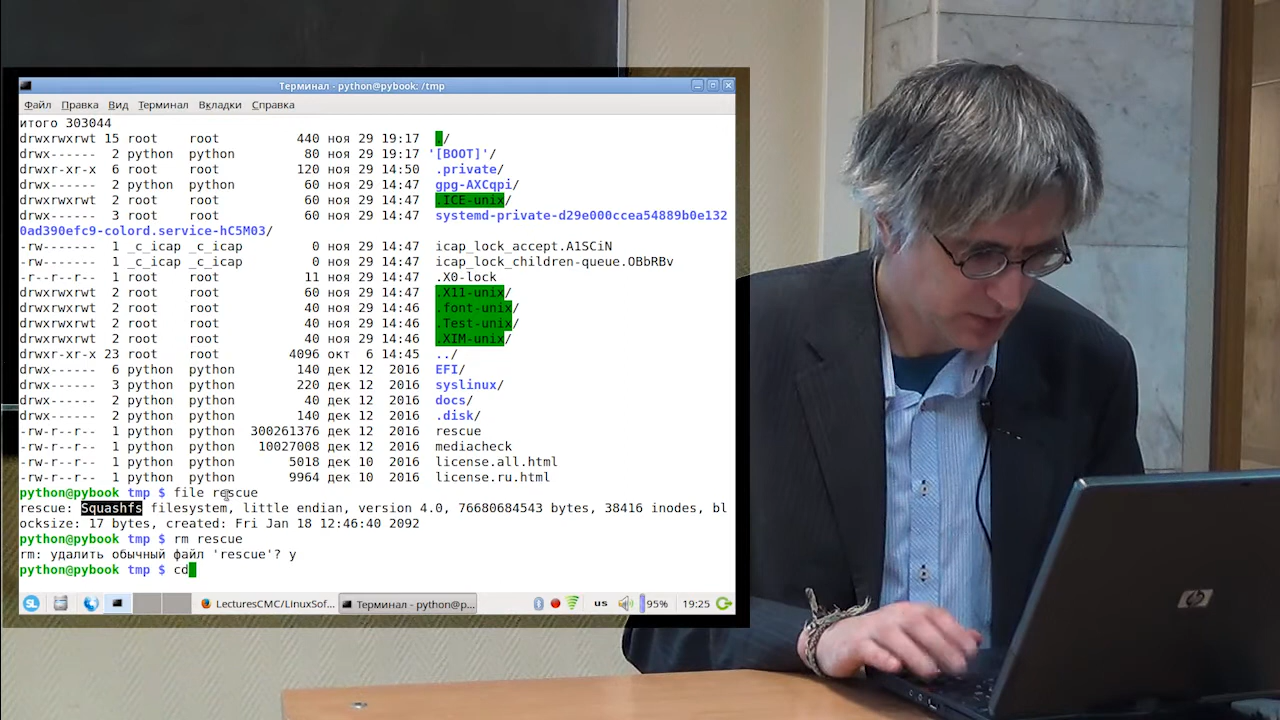 Терминал - python@pybook: /tmp
Файл Правка Вид Терминал Вкладки Справка
итого 303044
drwxrwxrwt 15 root root 440 ноя 29 19:17 ./
drwx------ 2 python python 80 ноя 29 19:17 '[BOOT]'/
drwxr-xr-x 6 root root 120 ноя 29 14:50 .private/
drwx------ 2 python python 60 ноя 29 14:47 gpg-AXCqpi/
drwxrwxrwt 2 root root 60 ноя 29 14:47 .ICE-unix/
drwx------ 3 root root 60 ноя 29 14:47 systemd-private-d29e000ccea54889b0e132
0ad390efc9-colord.service-hC5M03/
-rw------- 1 _c_icap _c_icap 0 ноя 29 14:47 icap_lock_accept.A1SCiN
-rw------- 1 _c_icap _c_icap 0 ноя 29 14:47 icap_lock_children-queue.OBbRBv
-r--r--r-- 1 root root 11 ноя 29 14:47 .X0-lock
drwxrwxrwt 2 root root 60 ноя 29 14:47 .X11-unix/
drwxrwxrwt 2 root root 40 ноя 29 14:46 .font-unix/
drwxrwxrwt 2 root root 40 ноя 29 14:46 .Test-unix/
drwxrwxrwt 2 root root 40 ноя 29 14:46 .XIM-unix/
drwxr-xr-x 23 root root 4096 окт 6 14:45 ../
drwx------ 6 python python 140 дек 12 2016 EFI/
drwx------ 3 python python 220 дек 12 2016 syslinux/
drwx------ 2 python python 40 дек 12 2016 docs/
drwx------ 2 python python 140 дек 12 2016 .disk/
-rw-r--r-- 1 python python 300261376 дек 12 2016 rescue
-rw-r--r-- 1 python python 10027008 дек 12 2016 mediacheck
-rw-r--r-- 1 python python 5018 дек 10 2016 license.all.html
-rw-r--r-- 1 python python 9964 дек 10 2016 license.ru.html
python@pybook tmp $ file rescue
rescue: Squashfs filesystem, little endian, version 4.0, 76680684543 bytes, 38416 inodes, bl
ocksize: 17 bytes, created: Fri Jan 18 12:46:40 2092
python@pybook tmp $ rm rescue
rm: удалить обычный файл 'rescue'? y
python@pybook tmp $ cd
SL LecturesCMC/LinuxSof... Терминал - python@p... us 95% 19:25
hp